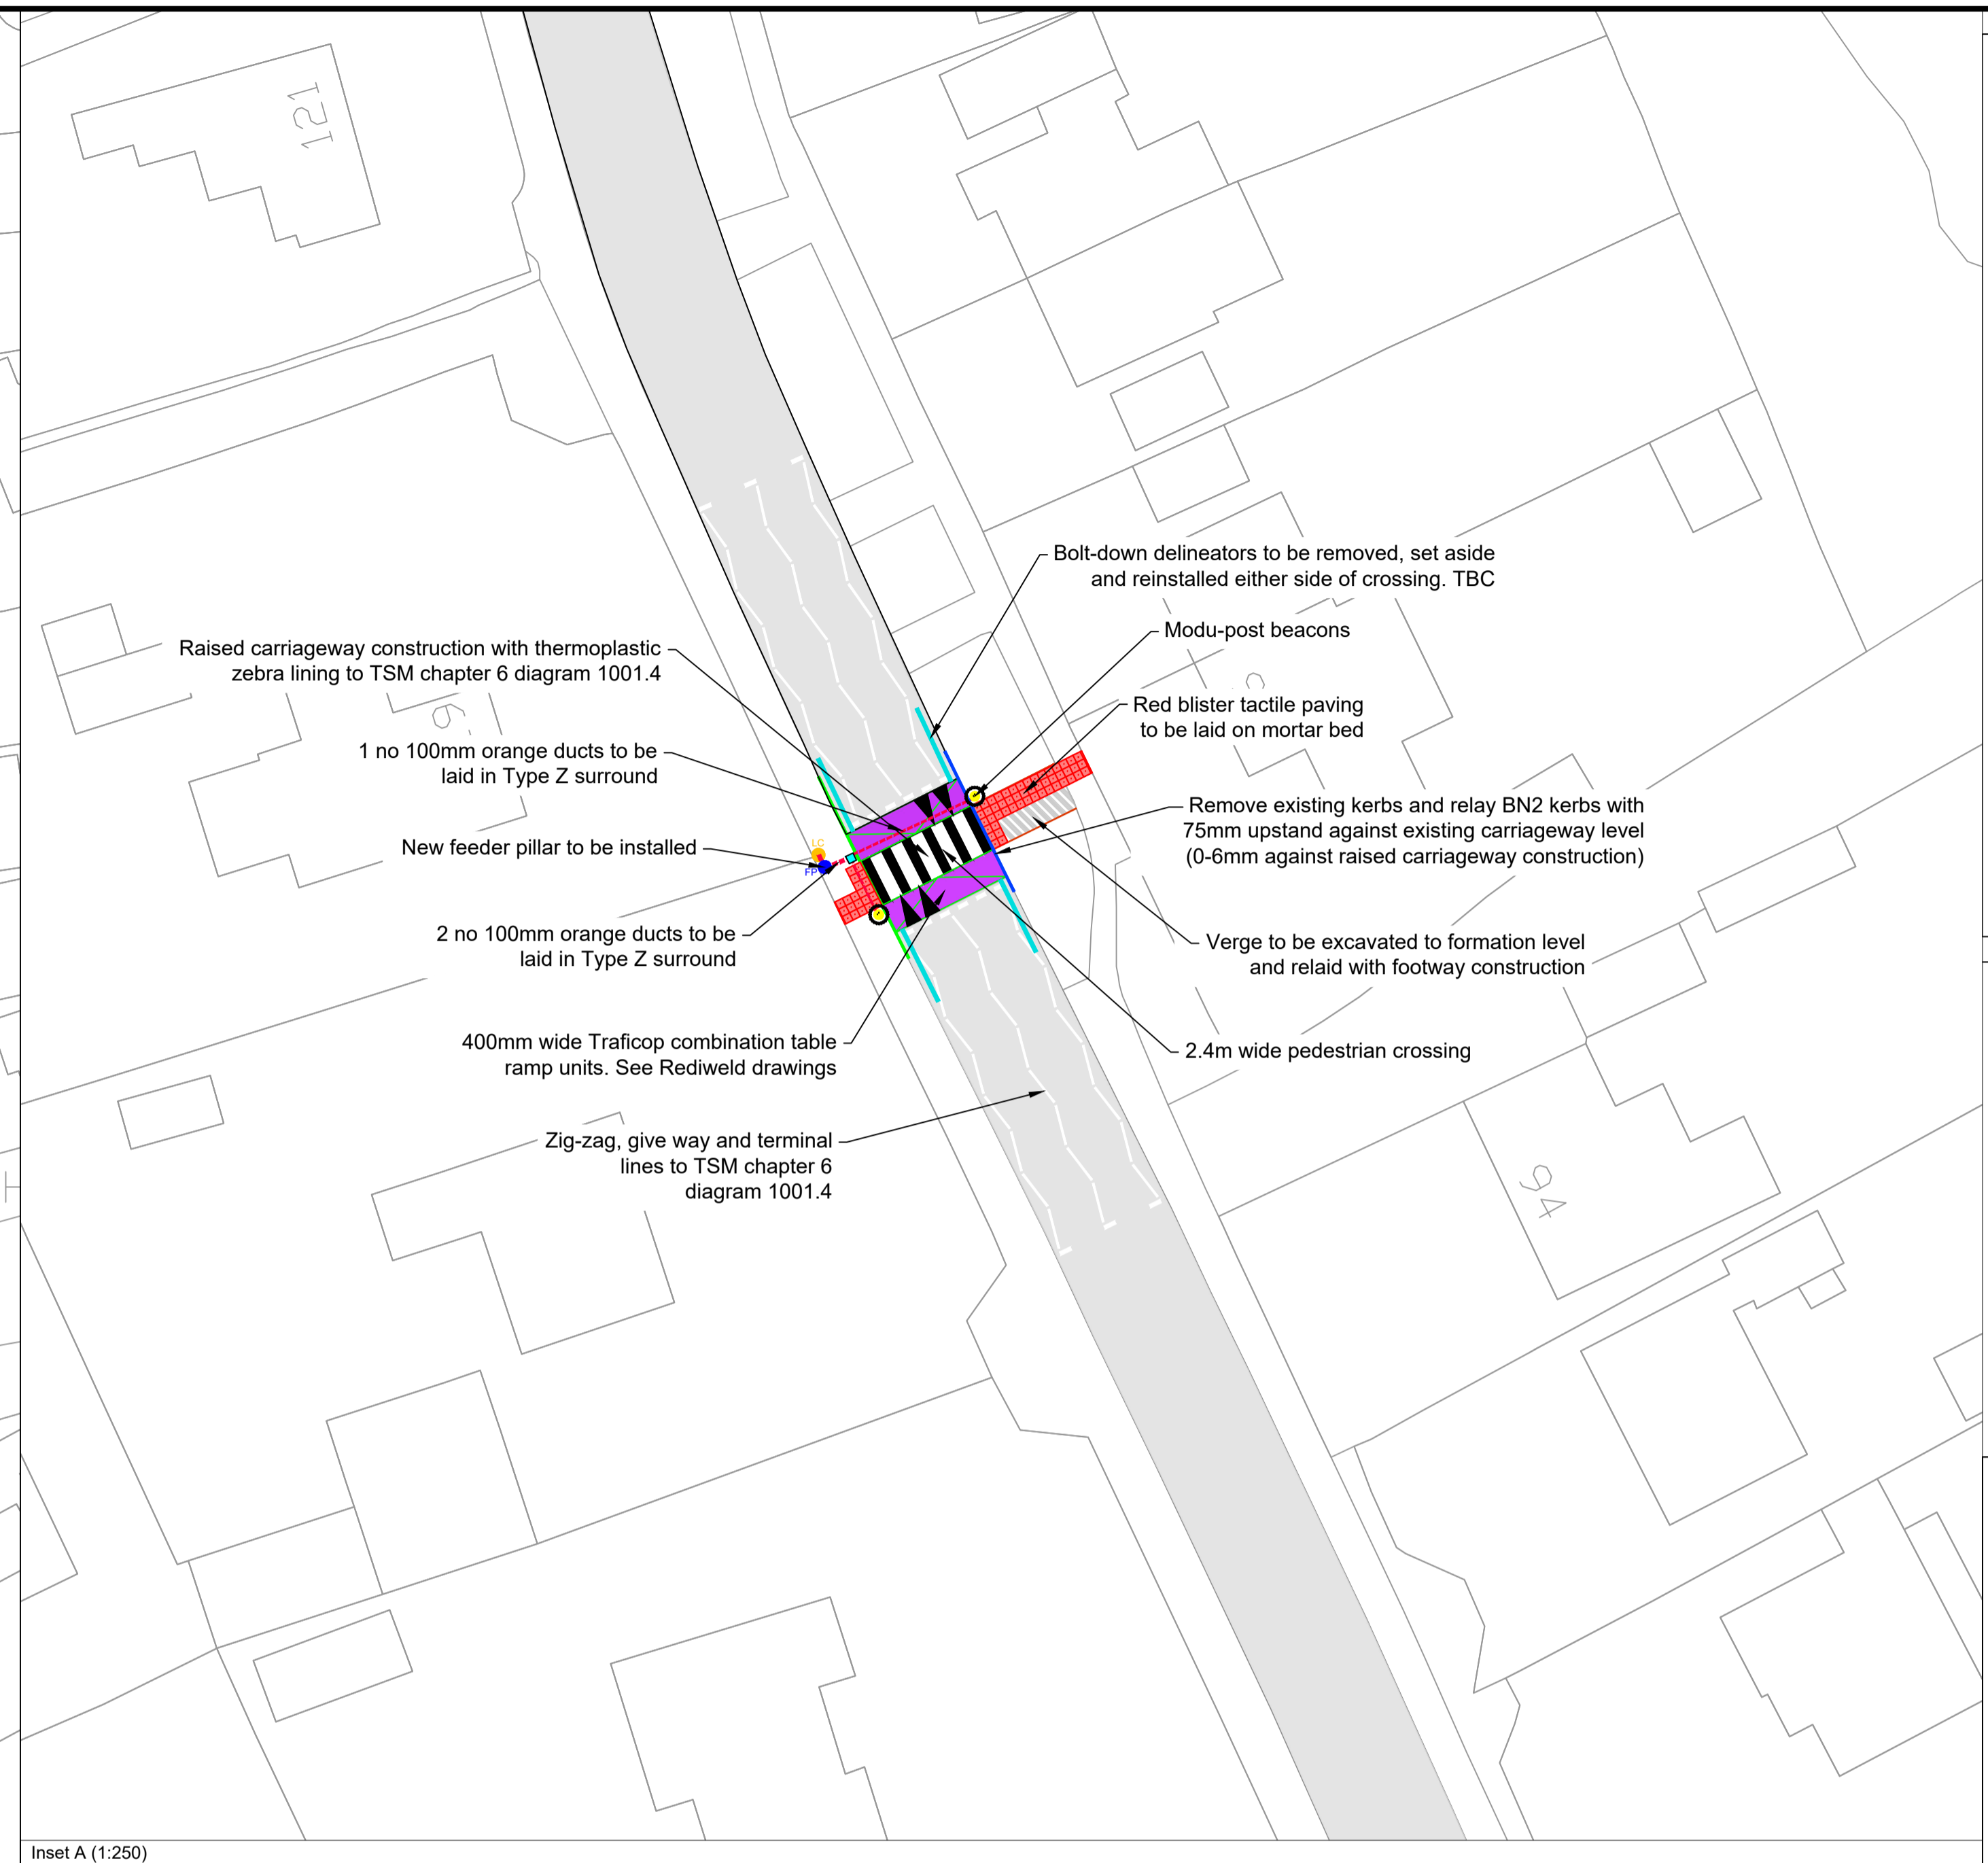 121
Bolt-down delineators to be removed, set aside
and reinstalled either side of crossing. TBC
Modu-post beacons
Raised carriageway construction with thermoplastic
zebra lining to TSM chapter 6 diagram 1001.4
Red blister tactile paving
to be laid on mortar bed
1 no 100mm orange ducts to be
laid in Type Z surround
Remove existing kerbs and relay BN2 kerbs with
75mm upstand against existing carriageway level
(0-6mm against raised carriageway construction)
New feeder pillar to be installed
LC
FP
2 no 100mm orange ducts to be
laid in Type Z surround
Verge to be excavated to formation level
and relaid with footway construction
400mm wide Traficop combination table
ramp units. See Rediweld drawings
2.4m wide pedestrian crossing
Zig-zag, give way and terminal
lines to TSM chapter 6
diagram 1001.4
Inset A (1:250)